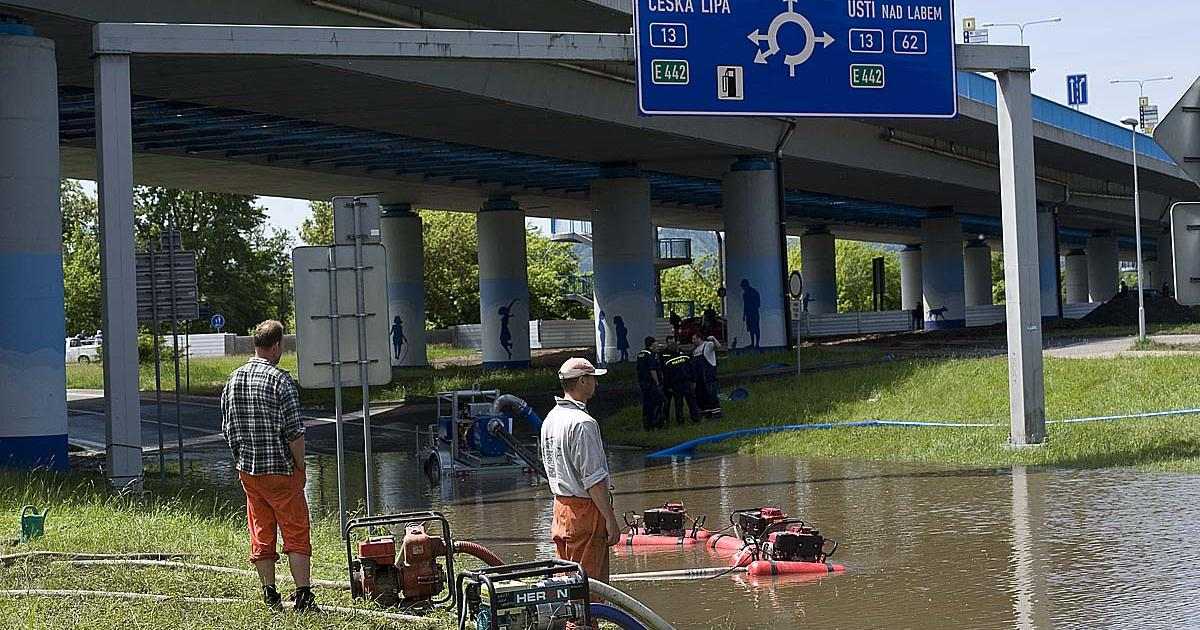 ČESKÁ LÍPA
ÚSTÍ NAD LABEM
13
13 62
E 442
E 442
HERON